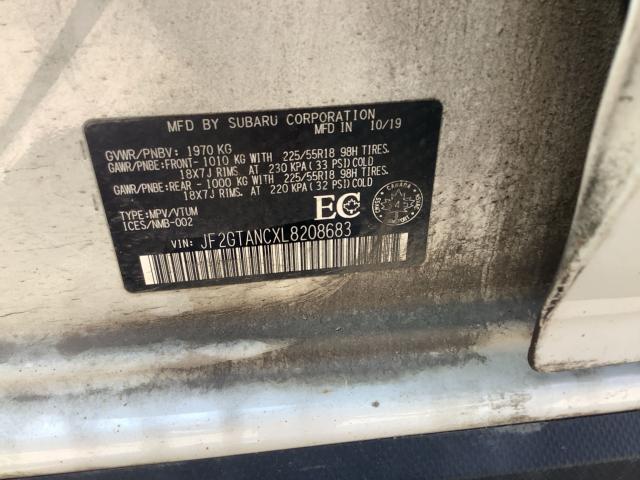 MFD BY SUBARU CORPORATION
MFD IN 10/19
GVWR/PNBV: 1970 KG
GAWR/PNBE: FRONT- 1010 KG WITH 225/55R18 98H TIRES.
18X7J RIMS. AT 230 KPA (33 PSI)COLD
GAWR/PNBE: REAR - 1000 KG WITH 225/55R18 98H TIRES.
18X7J RIMS. AT 220 KPA (32 PSI)COLD
TYPE:MPV/VTUM
ICES/NMB-002
EC
CANADA
4
VIN: JF2GTANCXL8208683